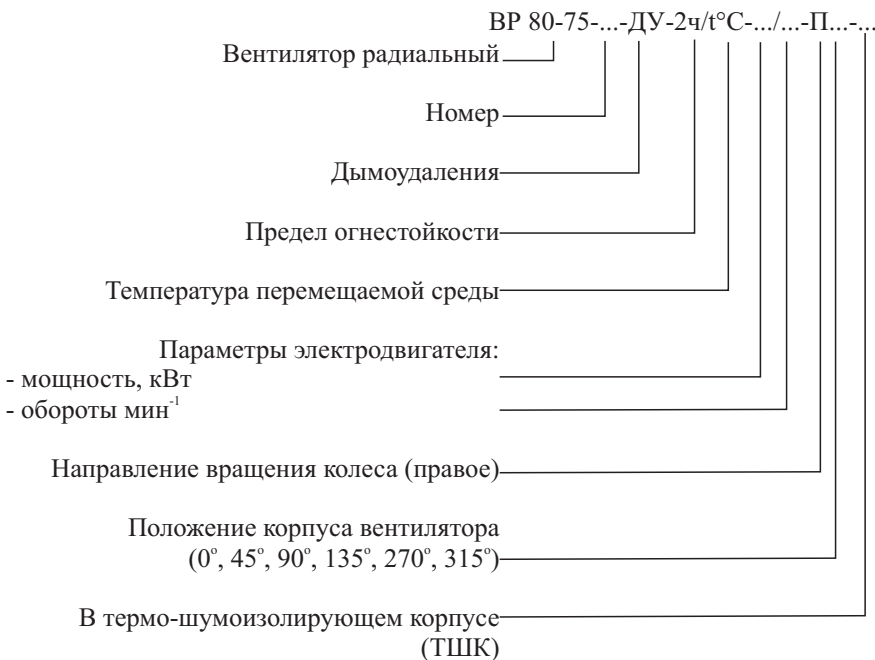 ВР 80-75-...-ДУ-2ч/t°С-.../...-П...-...
Вентилятор радиальный
Номер
Дымоудаления
Предел огнестойкости
Температура перемещаемой среды
Параметры электродвигателя:
- мощность, кВт
- обороты мин⁻¹
Направление вращения колеса (правое)
Положение корпуса вентилятора
(0°, 45°, 90°, 135°, 270°, 315°)
В термо-шумоизолирующем корпусе
(ТШК)